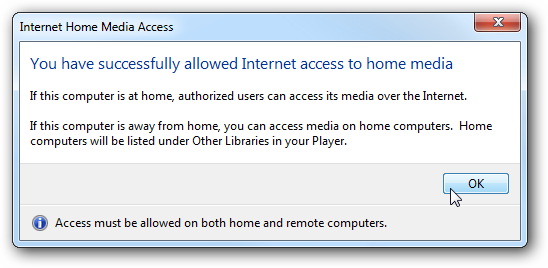 Internet Home Media Access
You have successfully allowed Internet access to home media
If this computer is at home, authorized users can access its media over the Internet.
If this computer is away from home, you can access media on home computers.  Home
computers will be listed under Other Libraries in your Player.
OK
Access must be allowed on both home and remote computers.